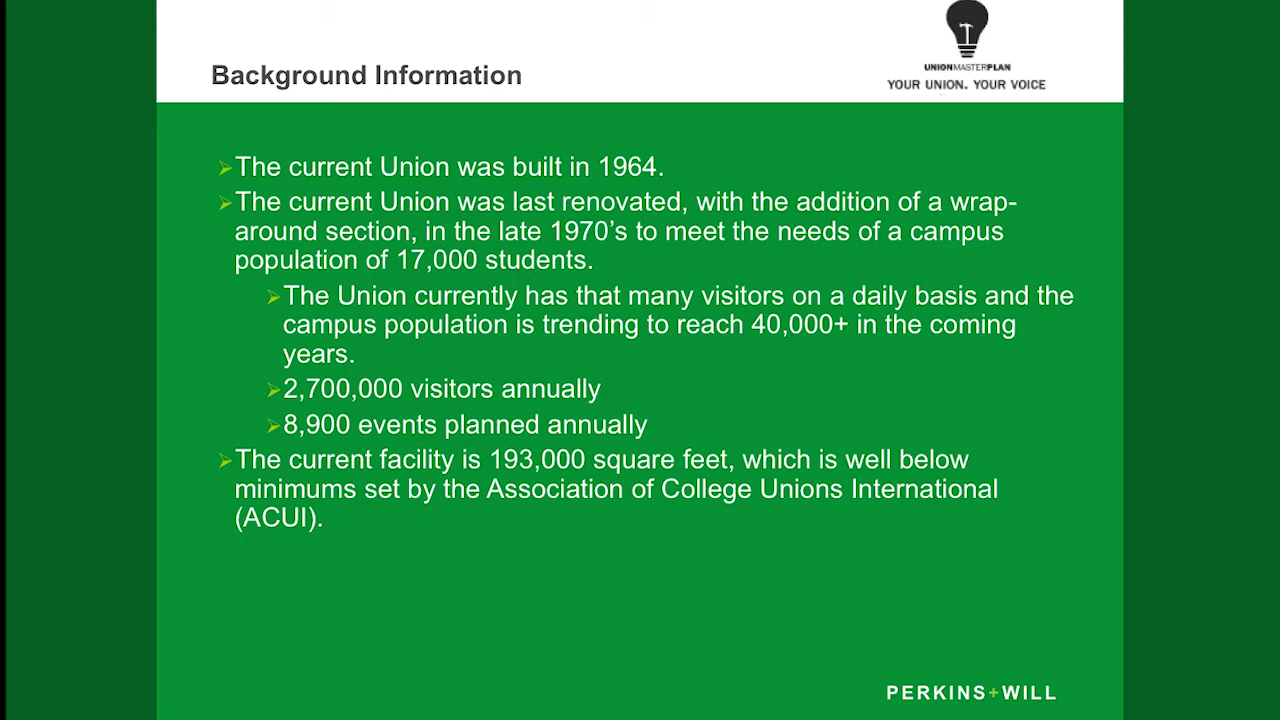 UNIONMASTERPLAN
Background Information
YOUR UNION. YOUR VOICE
➢The current Union was built in 1964.
➢The current Union was last renovated, with the addition of a wrap-
around section, in the late 1970’s to meet the needs of a campus
population of 17,000 students.
➢The Union currently has that many visitors on a daily basis and the
campus population is trending to reach 40,000+ in the coming
years.
➢2,700,000 visitors annually
➢8,900 events planned annually
➢The current facility is 193,000 square feet, which is well below
minimums set by the Association of College Unions International
(ACUI).
PERKINS+WILL